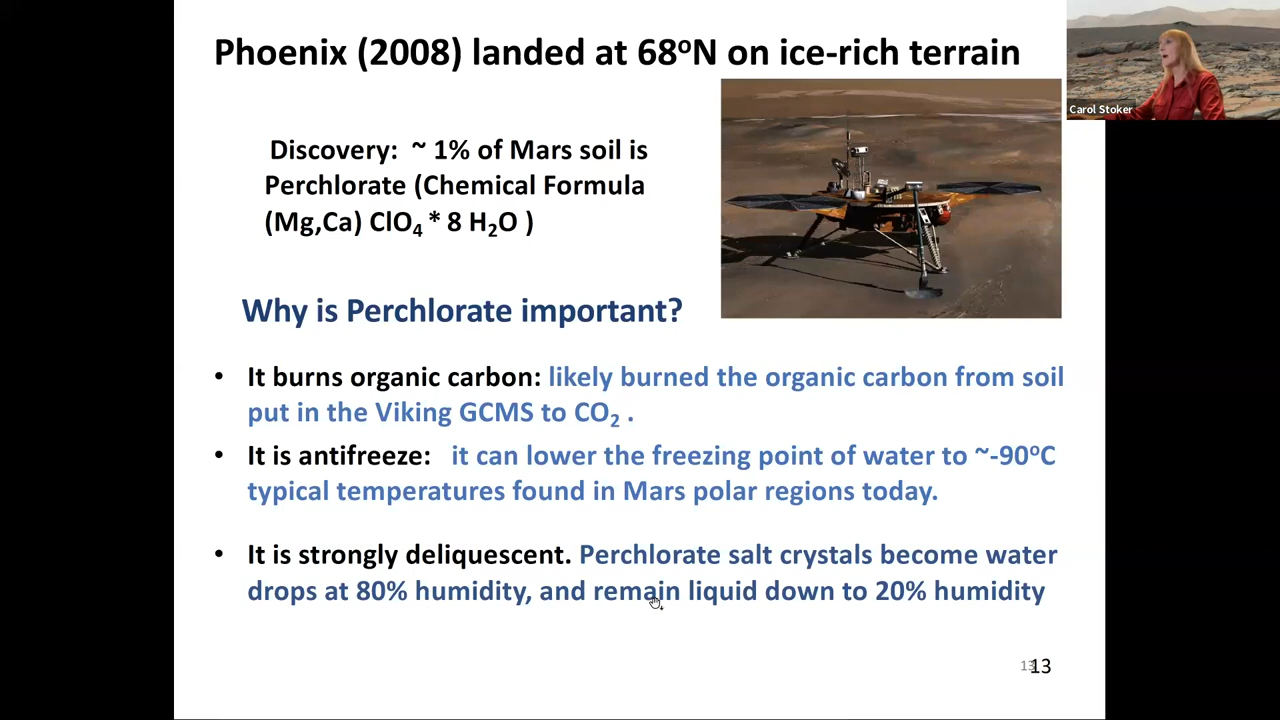 Phoenix (2008) landed at 68ºN on ice-rich terrain
Carol Stoker
Discovery: ~ 1% of Mars soil is
Perchlorate (Chemical Formula
(Mg,Ca) ClO₄ * 8 H₂O )
Why is Perchlorate important?
• It burns organic carbon: likely burned the organic carbon from soil
put in the Viking GCMS to CO₂ .
• It is antifreeze: it can lower the freezing point of water to ~-90ºC
typical temperatures found in Mars polar regions today.
• It is strongly deliquescent. Perchlorate salt crystals become water
drops at 80% humidity, and remain liquid down to 20% humidity
13
13